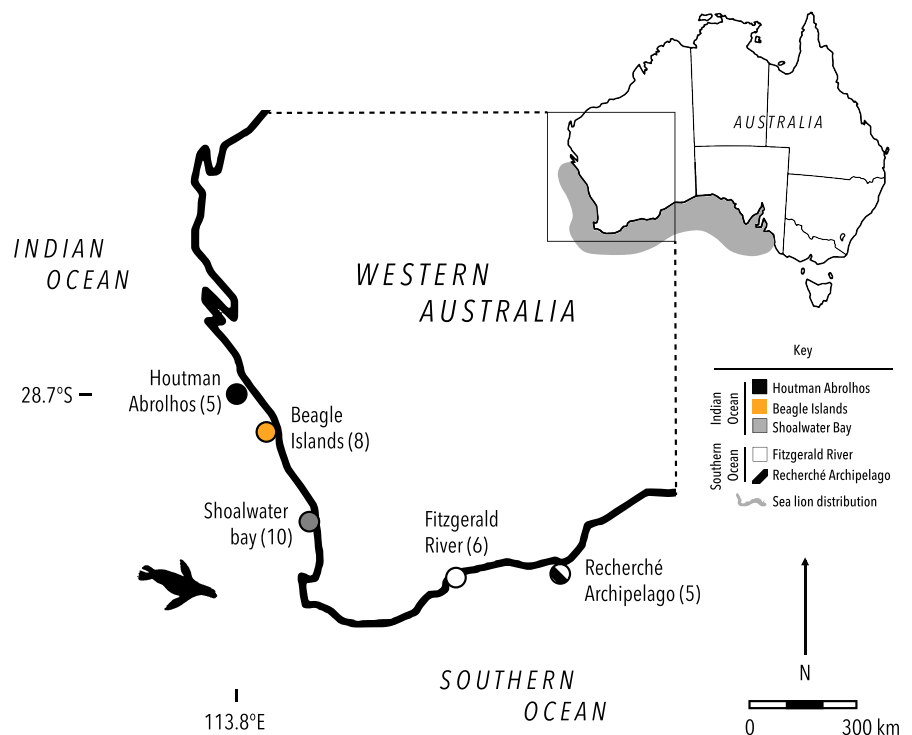 AUSTRALIA
INDIAN
OCEAN
WESTERN
AUSTRALIA
Key
Houtman
Abrolhos (5)
28.7ºS
Beagle
Islands (8)
Indian
Ocean
Houtman Abrolhos
Beagle Islands
Shoalwater Bay
Southern
Ocean
Fitzgerald River
Recherché Archipelago
Sea lion distribution
Shoalwater
bay (10)
Fitzgerald
River (6)
Recherché
Archipelago (5)
N
SOUTHERN
OCEAN
113.8ºE
0 300 km